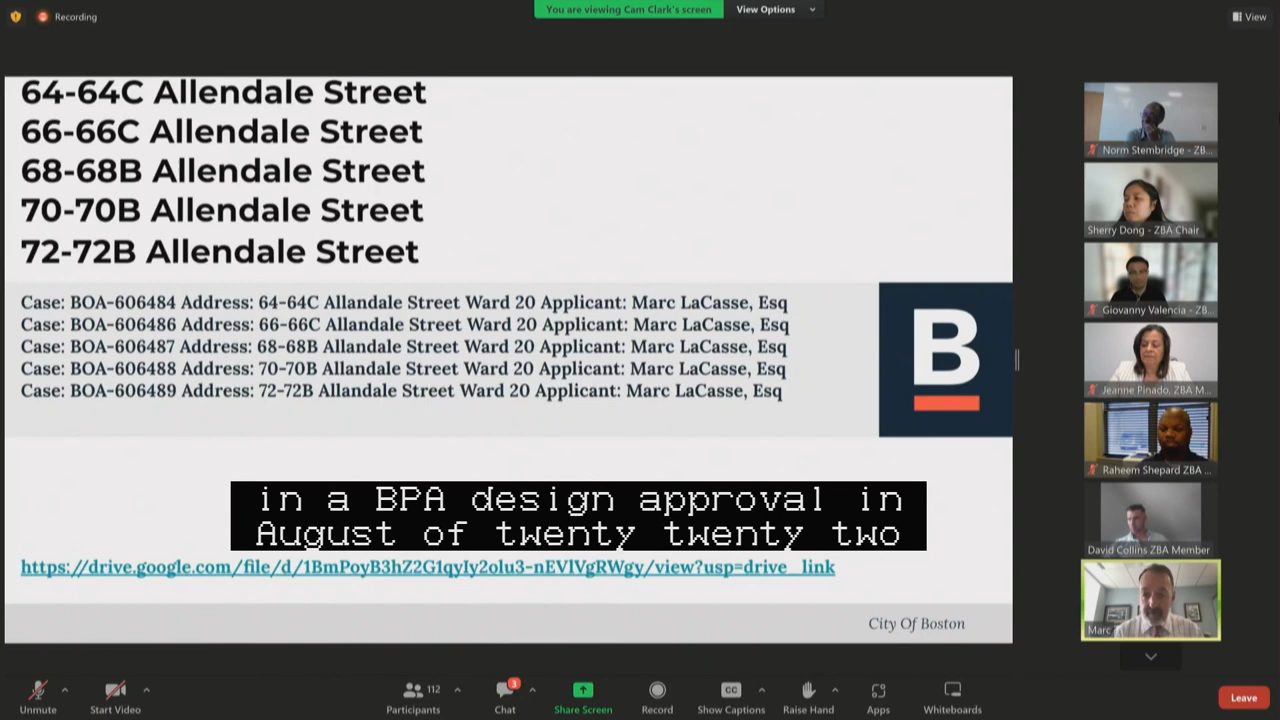 Recording
You are viewing Cam Clark's screen
View Options
View
64-64C Allendale Street
66-66C Allendale Street
68-68B Allendale Street
70-70B Allendale Street
72-72B Allendale Street
Case: BOA-606484 Address: 64-64C Allandale Street Ward 20 Applicant: Marc LaCasse, Esq
Case: BOA-606486 Address: 66-66C Allandale Street Ward 20 Applicant: Marc LaCasse, Esq
Case: BOA-606487 Address: 68-68B Allandale Street Ward 20 Applicant: Marc LaCasse, Esq
Case: BOA-606488 Address: 70-70B Allandale Street Ward 20 Applicant: Marc LaCasse, Esq
Case: BOA-606489 Address: 72-72B Allandale Street Ward 20 Applicant: Marc LaCasse, Esq
B
in a BPA design approval in
August of twenty twenty two
https://drive.google.com/file/d/1BmPoyB3hZ2G1qyIy2olu3-nEVlVgRWgy/view?usp=drive_link
City Of Boston
Norm Stembridge - ZB...
Sherry Dong - ZBA Chair
Giovanny Valencia - ZB...
Jeanne Pinado, ZBA M...
Raheem Shepard ZBA ...
David Collins ZBA Member
Marc
Unmute
Start Video
112
Participants
3
Chat
Share Screen
Record
CC
Show Captions
Raise Hand
Apps
Whiteboards
Leave